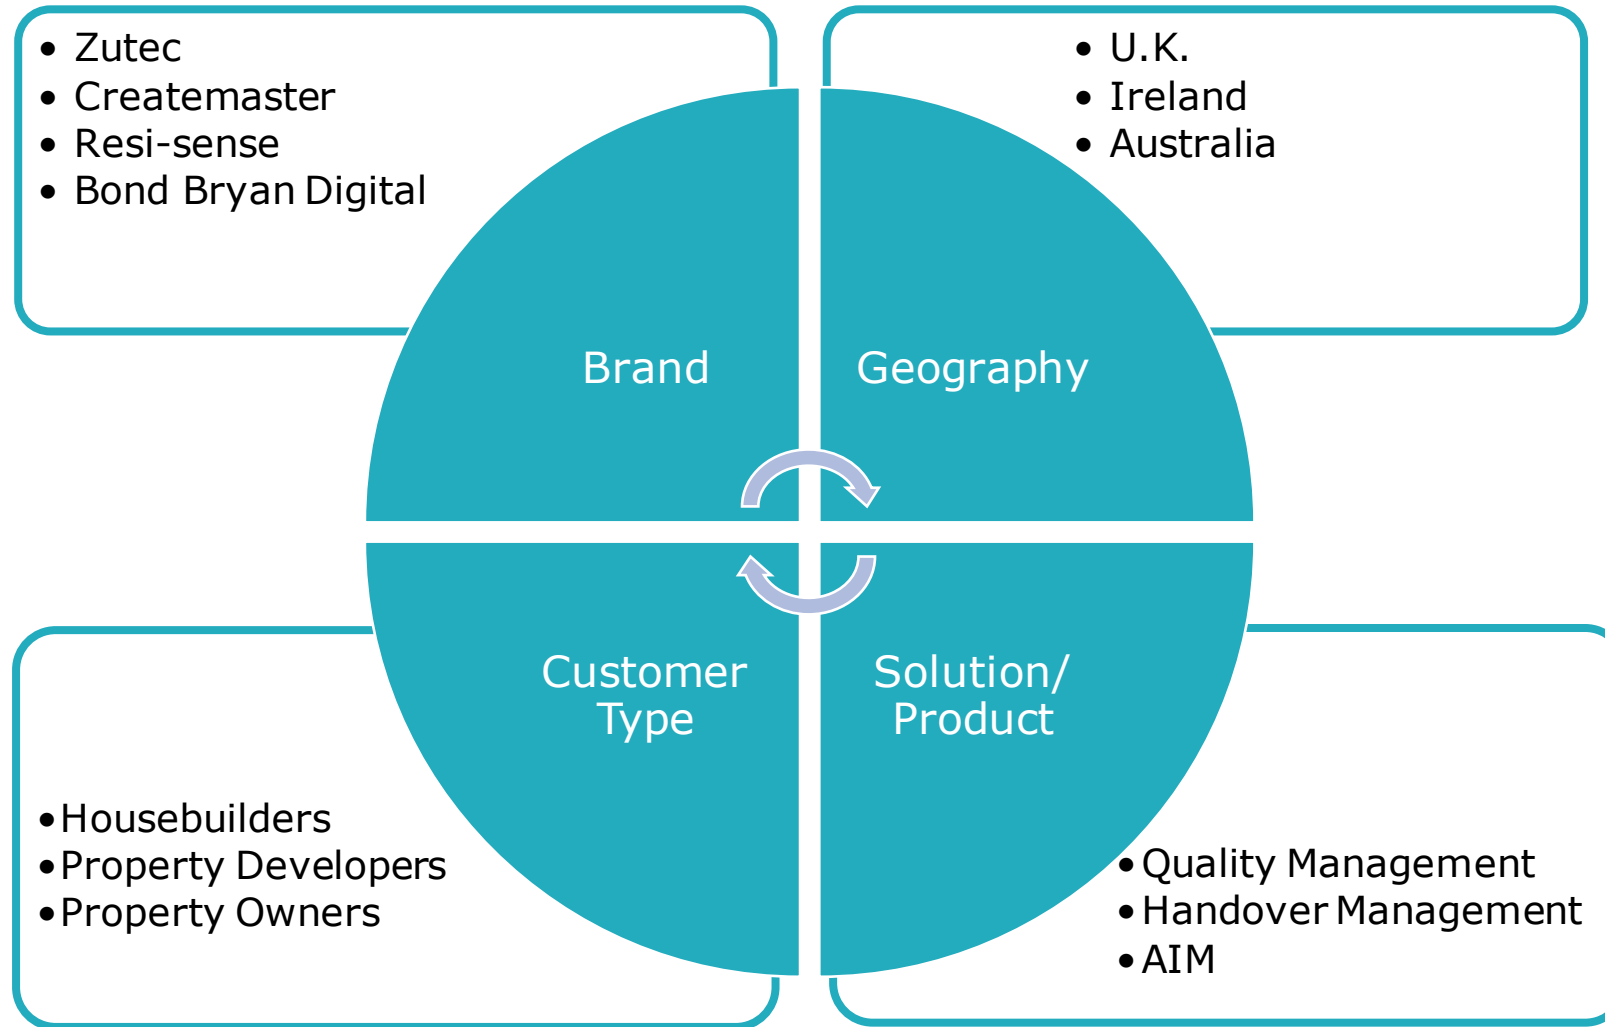 • Zutec
• Createmaster
• Resi-sense
• Bond Bryan Digital
• U.K.
• Ireland
• Australia
Brand
Geography
Customer
Type
Solution/
Product
• Housebuilders
• Property Developers
• Property Owners
• Quality Management
• Handover Management
• AIM